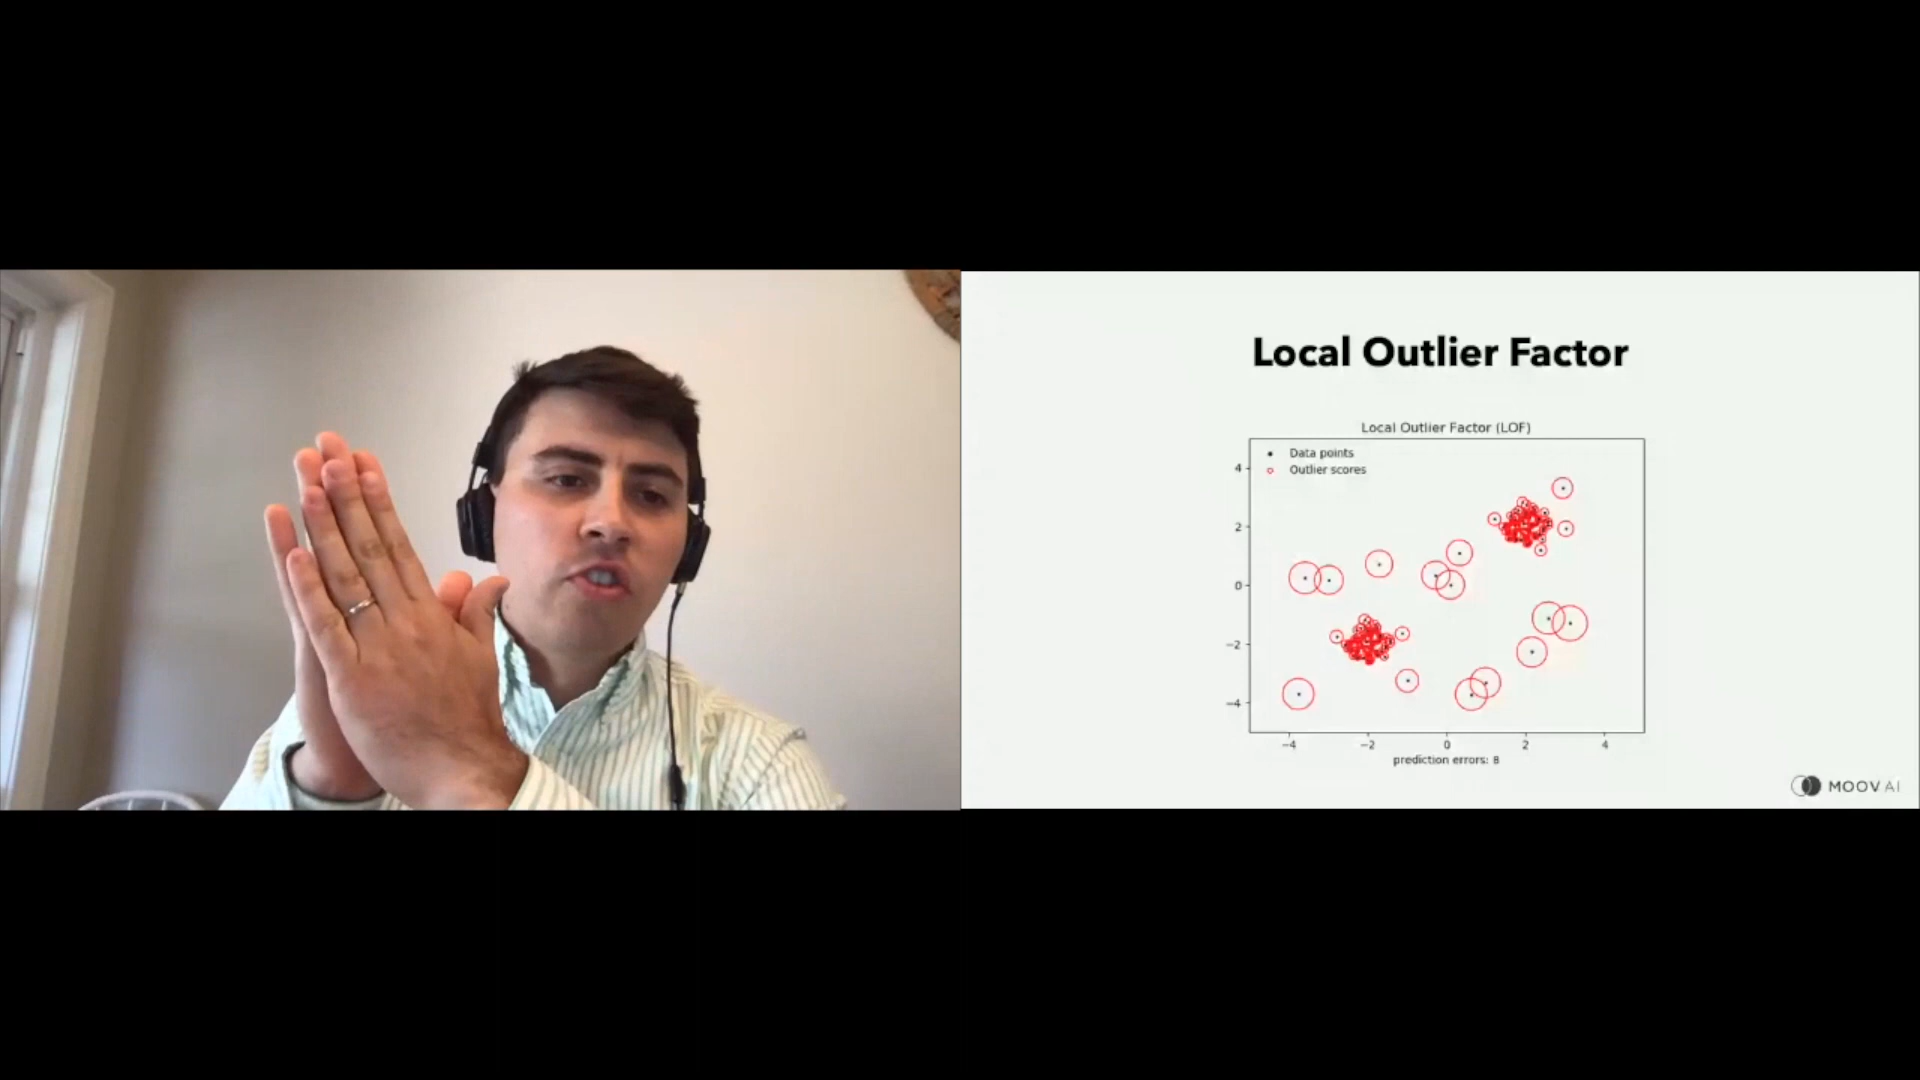 Local Outlier Factor
Local Outlier Factor (LOF)
Data points
Outlier scores
4
2
0
−2
−4
−4
−2
0
2
4
prediction errors: 8
MOOV AI